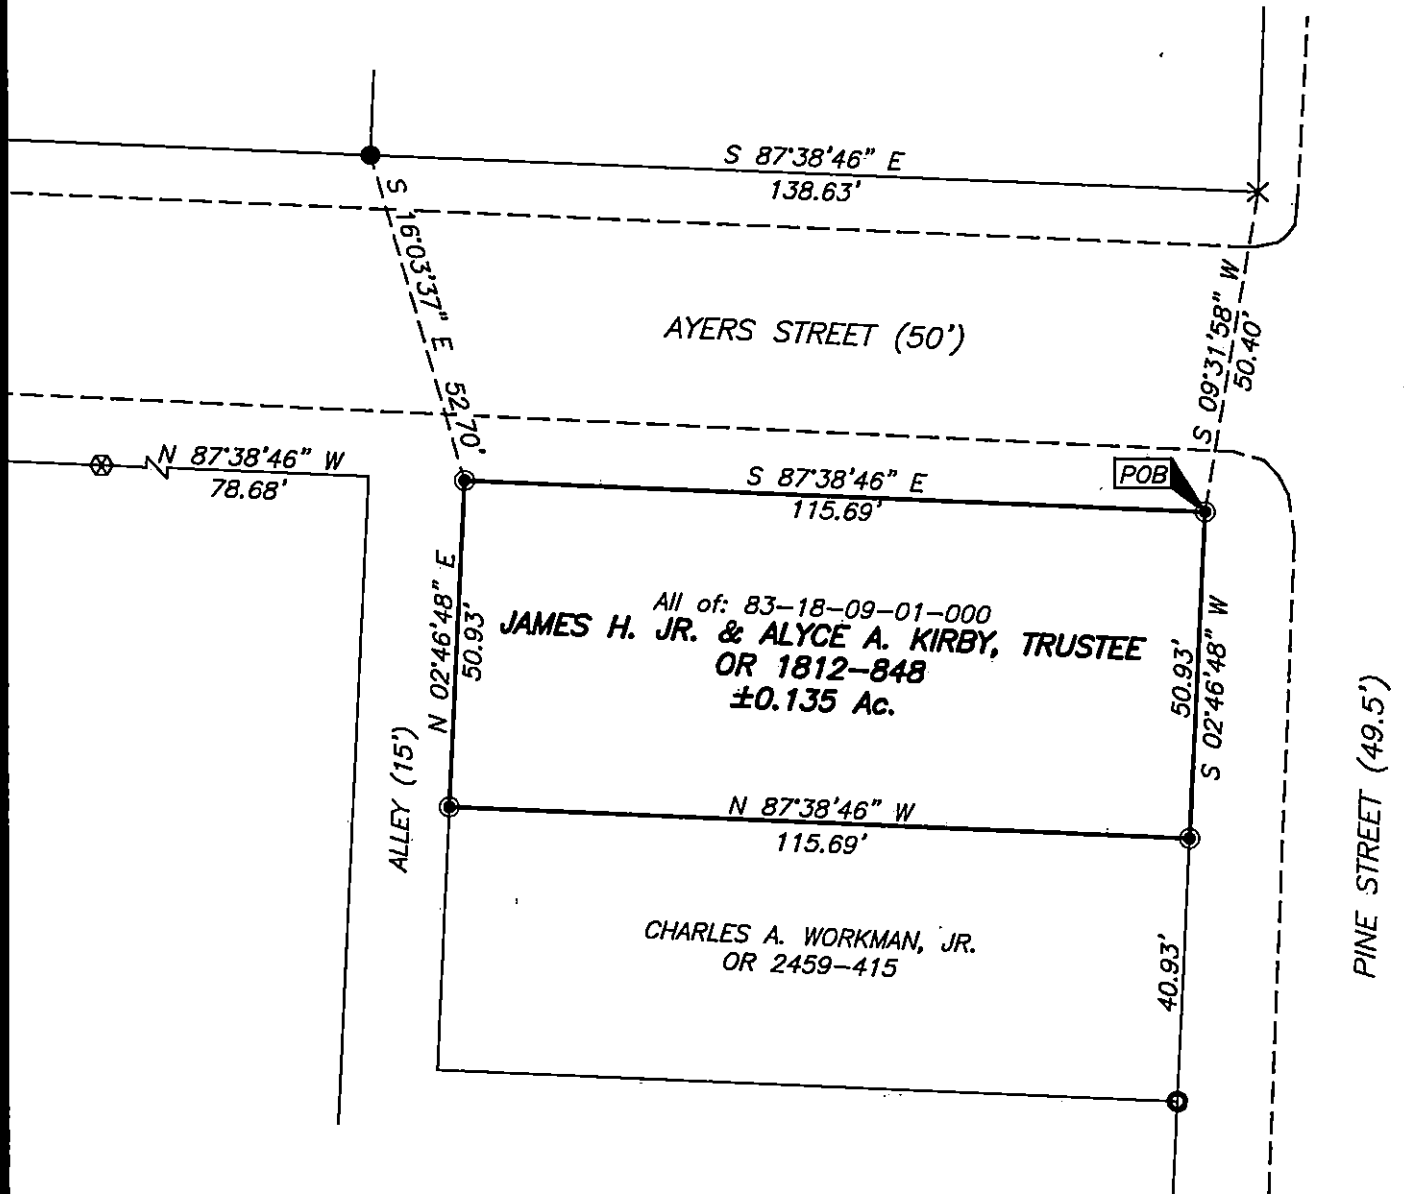 S 87°38'46" E
138.63'
S 16°03'37" E 52.70'
S 09°31'58" W
50.40'
AYERS STREET (50')
N 87°38'46" W
78.68'
S 87°38'46" E
115.69'
POB
N 02°46'48" E
50.93'
All of: 83-18-09-01-000
JAMES H. JR. & ALYCE A. KIRBY, TRUSTEE
OR 1812-848
±0.135 Ac.
50.93'
S 02°46'48" W
ALLEY (15')
PINE STREET (49.5')
N 87°38'46" W
115.69'
CHARLES A. WORKMAN, JR.
OR 2459-415
40.93'